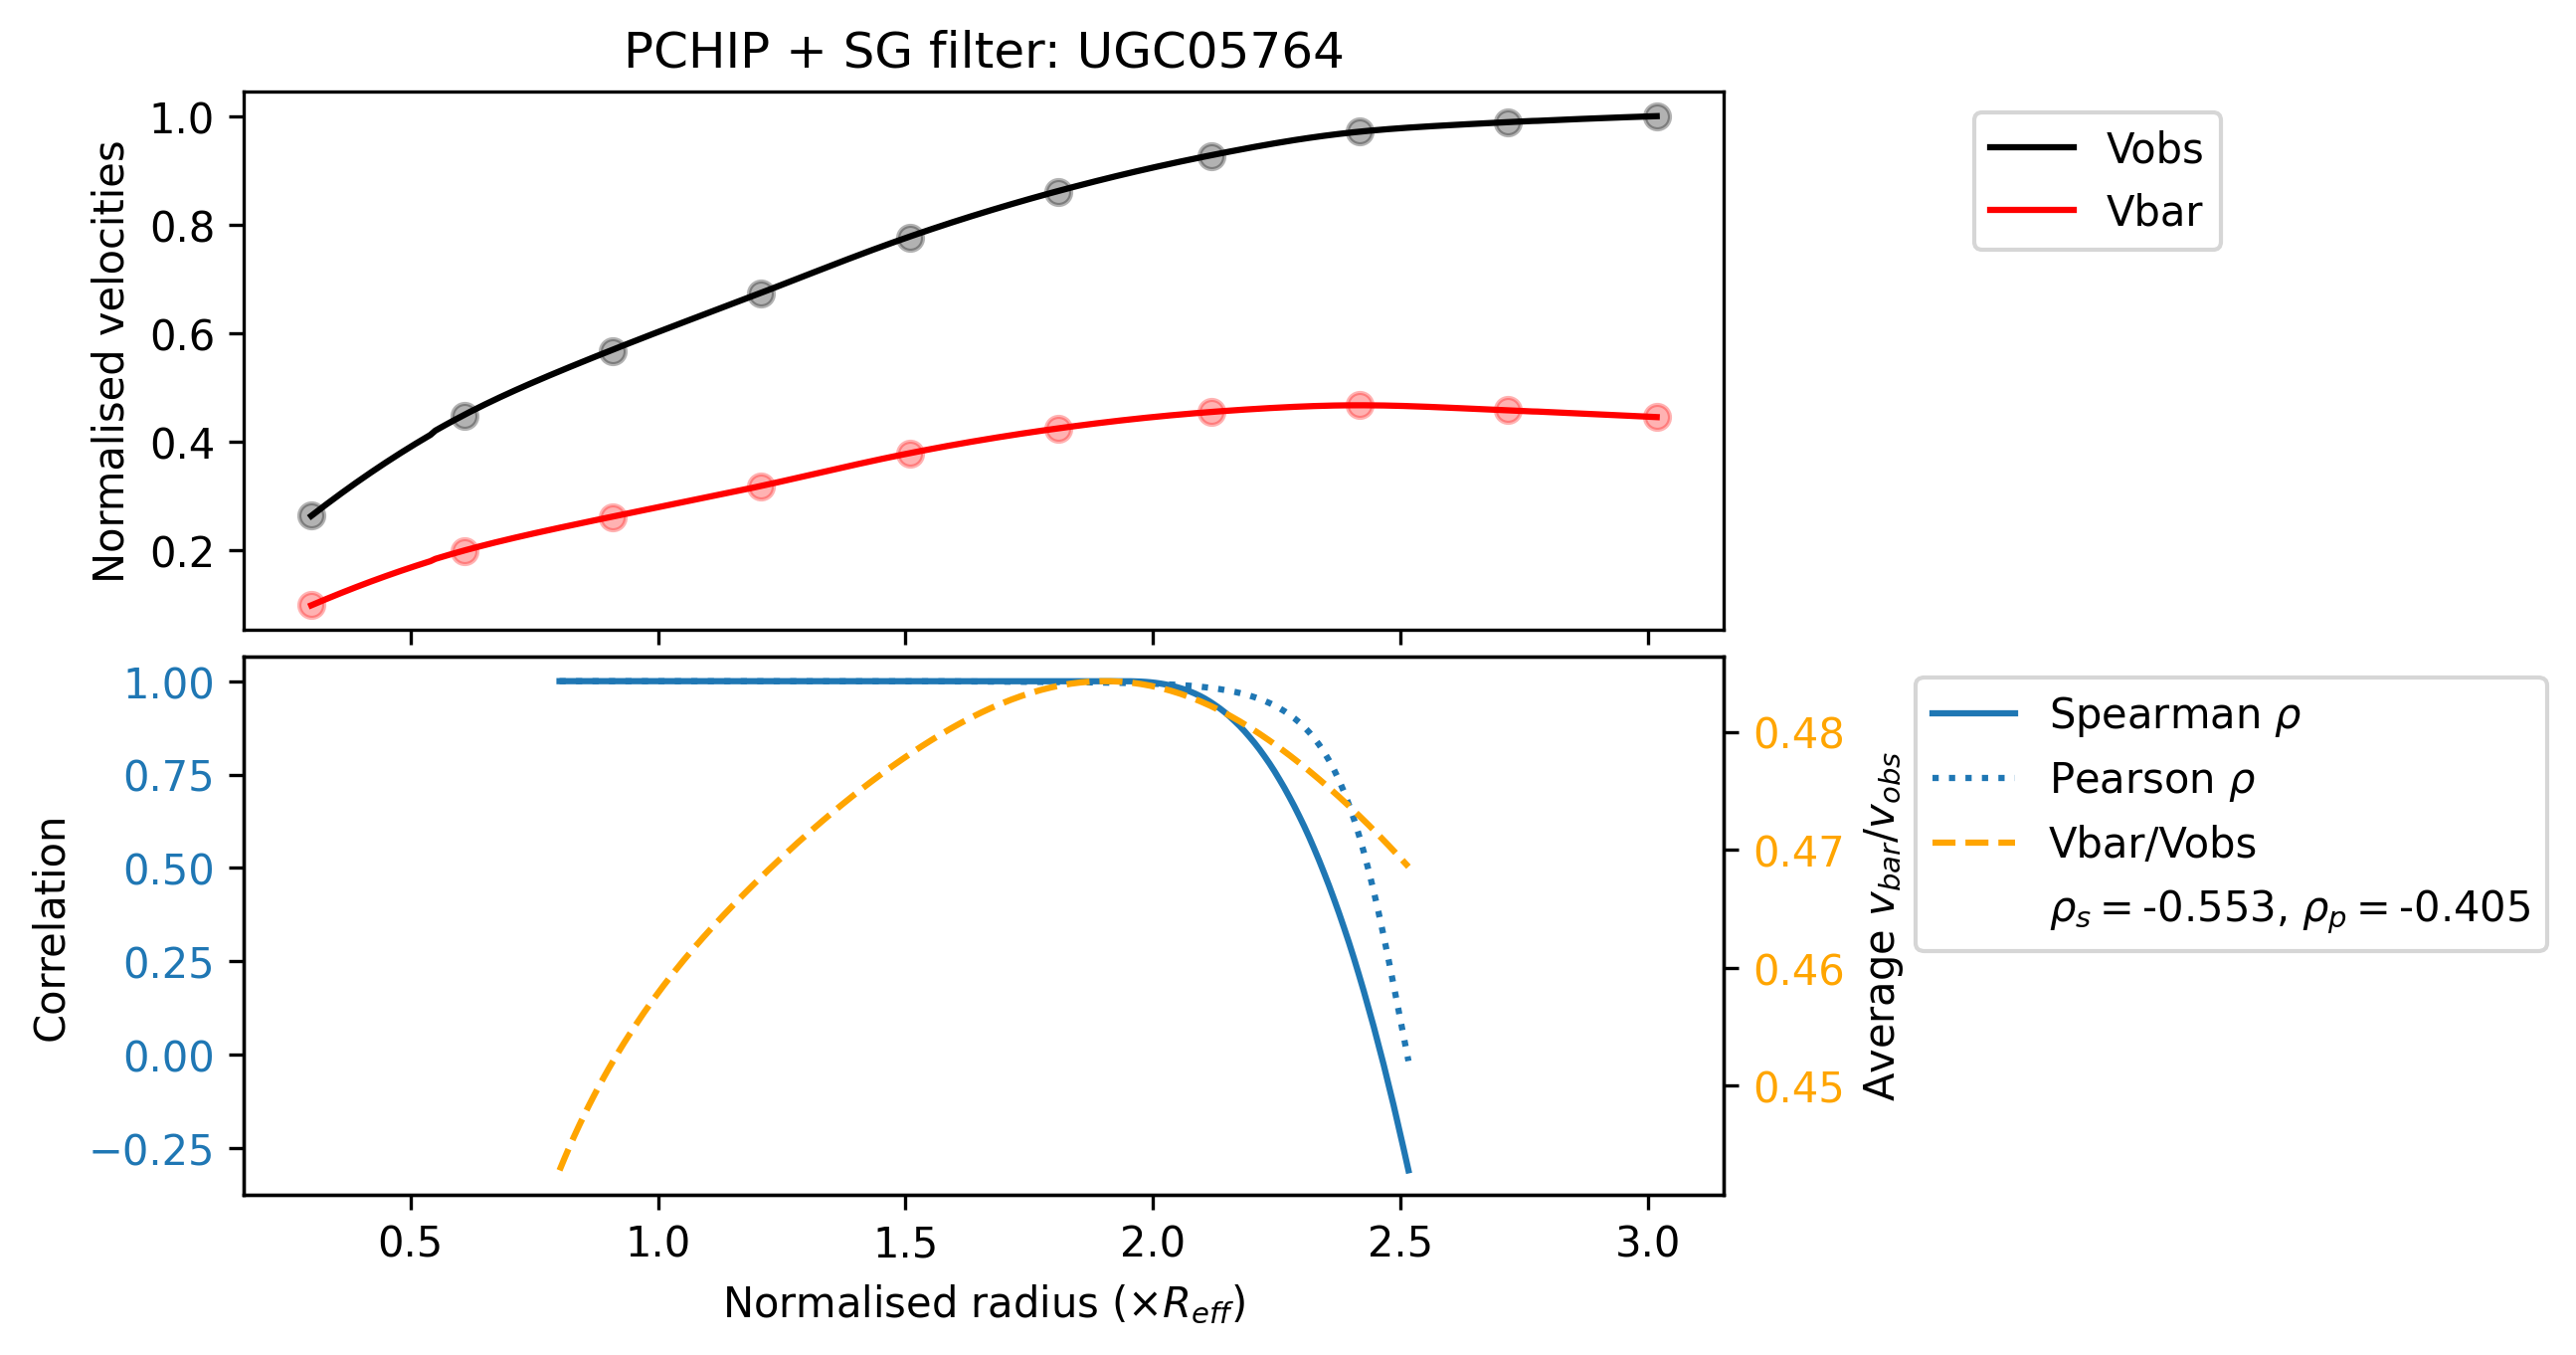 PCHIP + SG filter: UGC05764
Normalised velocities
1.0
0.8
0.6
0.4
0.2
Vobs
Vbar
Correlation
1.00
0.75
0.50
0.25
0.00
−0.25
0.48
0.47
0.46
0.45
Average v_bar/v_obs
Spearman ρ
Pearson ρ
Vbar/Vobs
ρ_s = -0.553, ρ_p = -0.405
0.5 1.0 1.5 2.0 2.5 3.0
Normalised radius (×R_eff)